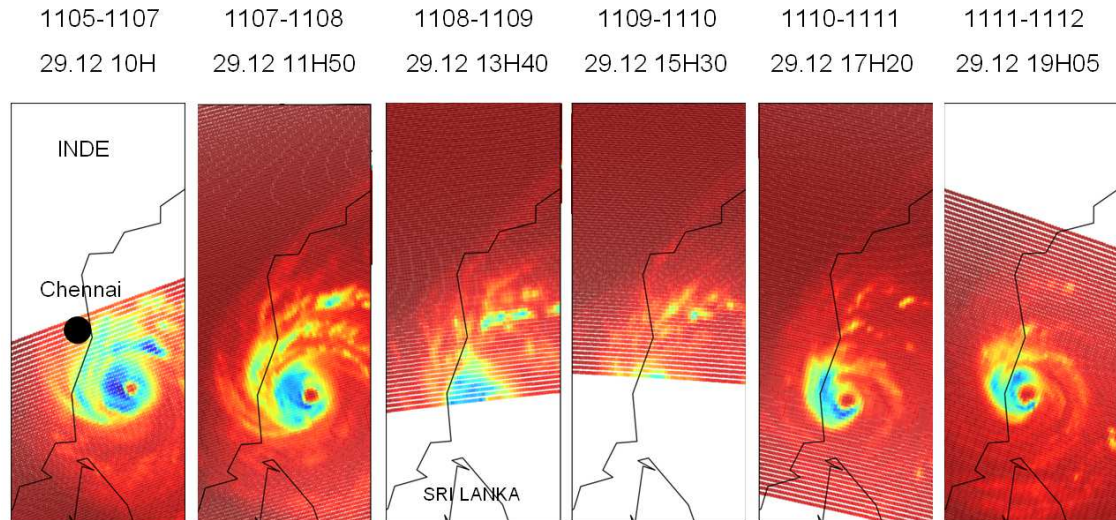 1105-1107 1107-1108 1108-1109 1109-1110 1110-1111 1111-1112
29.12 10H 29.12 11H50 29.12 13H40 29.12 15H30 29.12 17H20 29.12 19H05
INDE
Chennai
SRI LANKA